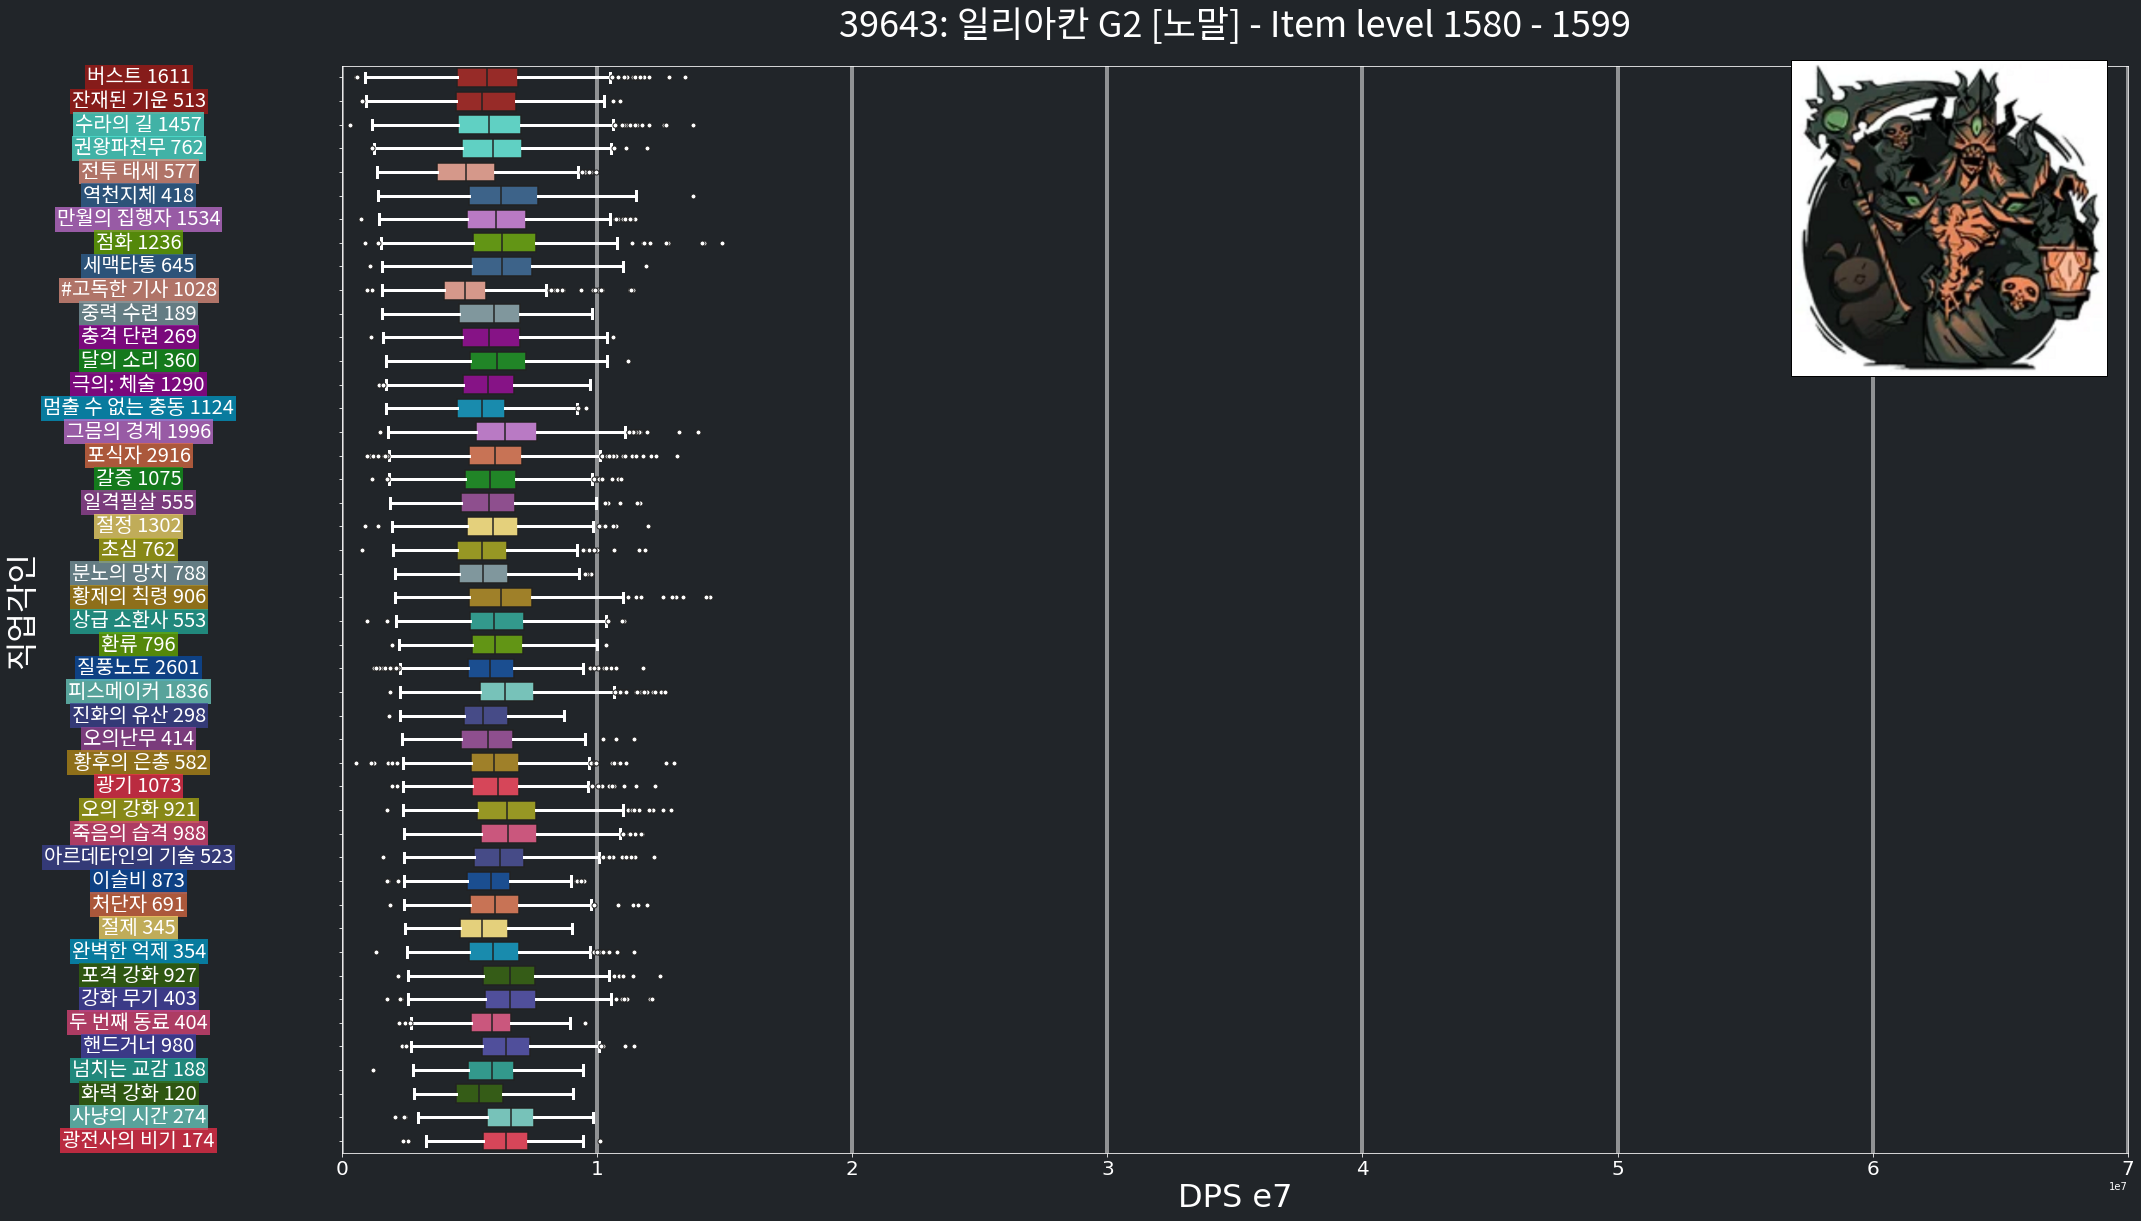 39643: 일리아칸 G2 [노말] - Item level 1580 - 1599
버스트 1611
잔재된 기운 513
수라의 길 1457
권왕파천무 762
전투 태세 577
역천지체 418
만월의 집행자 1534
점화 1236
세맥타통 645
#고독한 기사 1028
중력 수련 189
충격 단련 269
달의 소리 360
극의: 체술 1290
멈출 수 없는 충동 1124
그믐의 경계 1996
포식자 2916
갈증 1075
일격필살 555
절정 1302
초심 762
분노의 망치 788
황제의 칙령 906
상급 소환사 553
환류 796
질풍노도 2601
피스메이커 1836
진화의 유산 298
오의난무 414
황후의 은총 582
광기 1073
오의 강화 921
죽음의 습격 988
아르데타인의 기술 523
이슬비 873
처단자 691
절제 345
완벽한 억제 354
포격 강화 927
강화 무기 403
두 번째 동료 404
핸드거너 980
넘치는 교감 188
화력 강화 120
사냥의 시간 274
광전사의 비기 174
직업각인
0 1 2 3 4 5 6 7
1e7
DPS e7